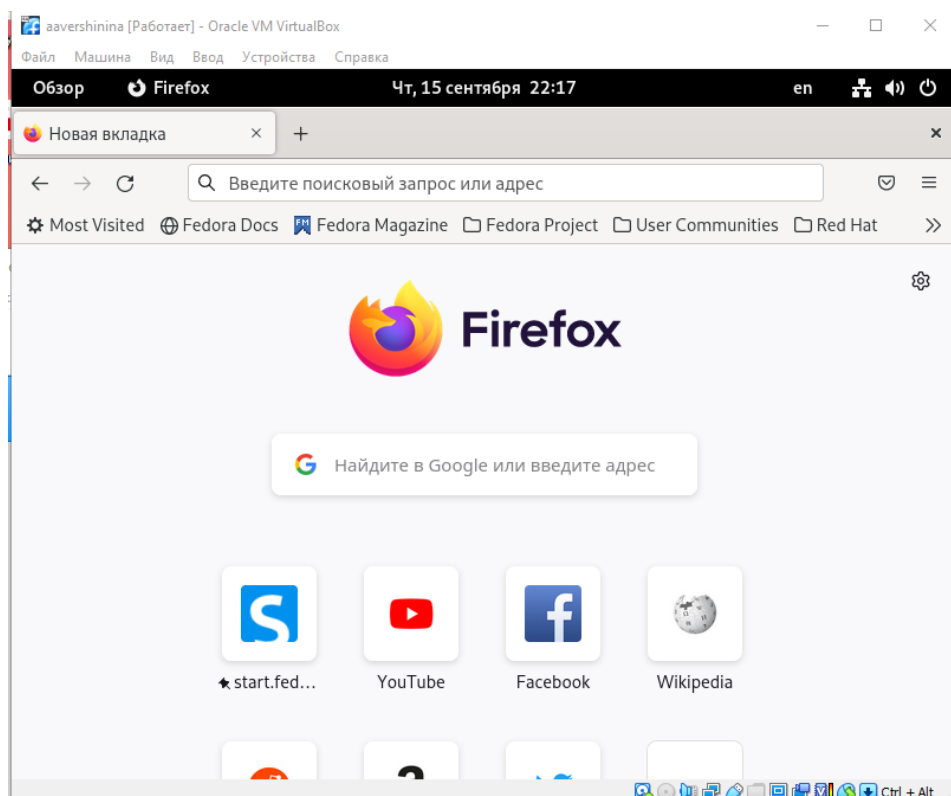 aavershinina [Работает] - Oracle VM VirtualBox
Файл Машина Вид Ввод Устройства Справка
Обзор Firefox Чт, 15 сентября 22:17 en
Новая вкладка
Введите поисковый запрос или адрес
Most Visited Fedora Docs FM Fedora Magazine Fedora Project User Communities Red Hat
Firefox
Найдите в Google или введите адрес
start.fed... YouTube Facebook Wikipedia
Ctrl + Alt